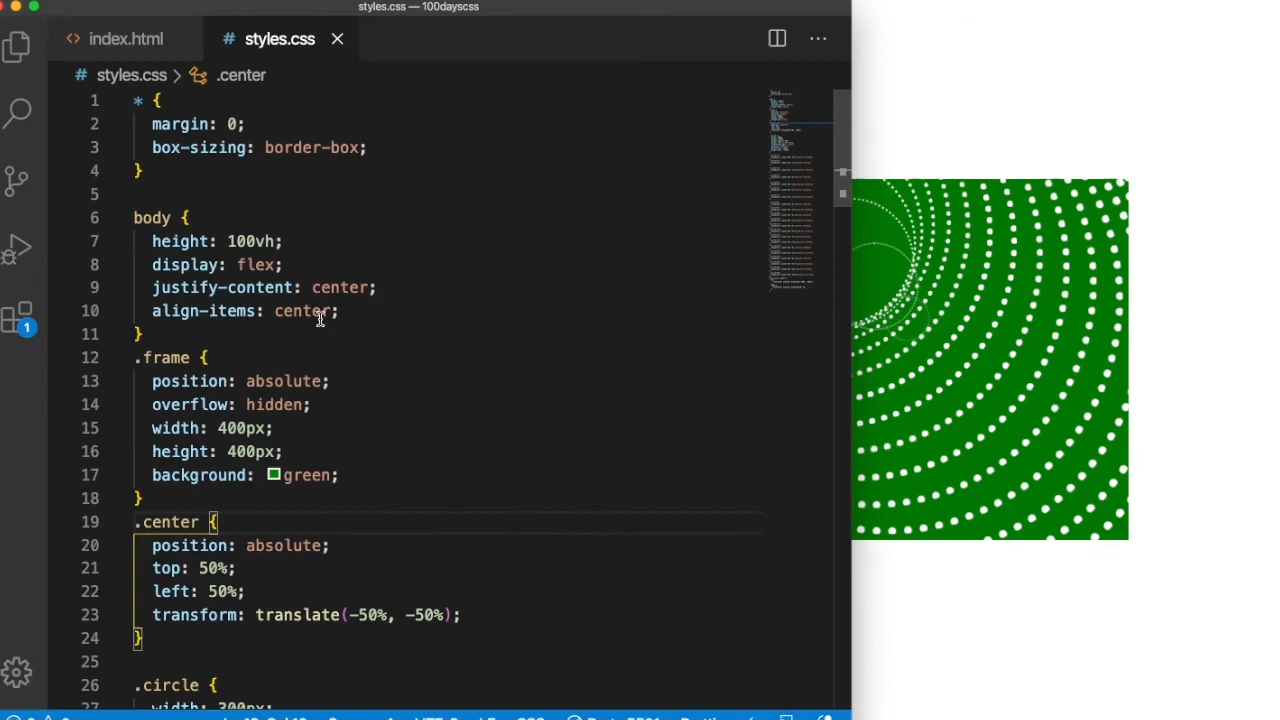 styles.css — 100dayscss
<> index.html
# styles.css ×
# styles.css > .center
1 * {
2 margin: 0;
3 box-sizing: border-box;
4 }
5
6 body {
7 height: 100vh;
8 display: flex;
9 justify-content: center;
10 align-items: center;
11 }
12 .frame {
13 position: absolute;
14 overflow: hidden;
15 width: 400px;
16 height: 400px;
17 background: green;
18 }
19 .center {
20 position: absolute;
21 top: 50%;
22 left: 50%;
23 transform: translate(-50%, -50%);
24 }
25
26 .circle {
27 width: 300px;
1